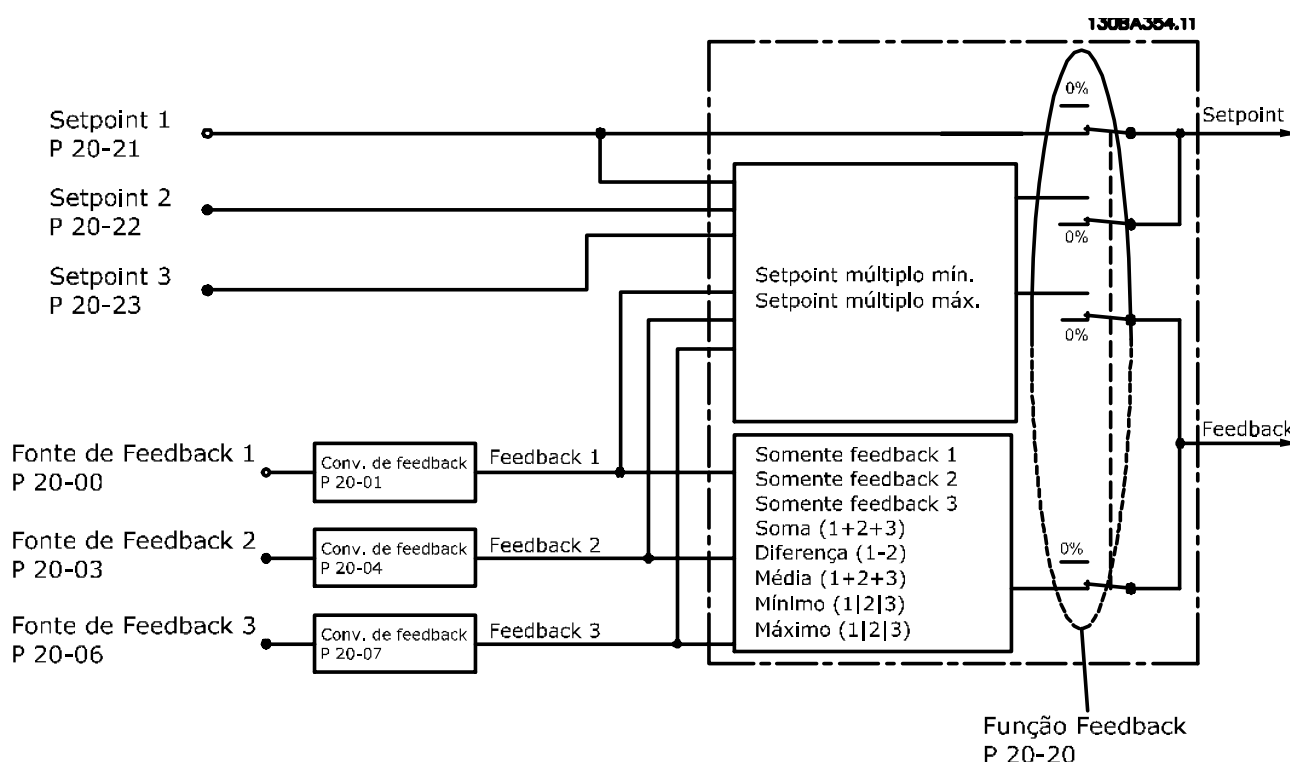 130BA354.11
Setpoint 1
P 20-21
Setpoint 2
P 20-22
Setpoint 3
P 20-23
0%
Setpoint
0%
Setpoint múltiplo mín.
Setpoint múltiplo máx.
0%
Feedback
Fonte de Feedback 1
P 20-00
Conv. de feedback
P 20-01
Feedback 1
Fonte de Feedback 2
P 20-03
Conv. de feedback
P 20-04
Feedback 2
Fonte de Feedback 3
P 20-06
Conv. de feedback
P 20-07
Feedback 3
Somente feedback 1
Somente feedback 2
Somente feedback 3
Soma (1+2+3)
Diferença (1-2)
Média (1+2+3)
Mínimo (1|2|3)
Máximo (1|2|3)
0%
Função Feedback
P 20-20